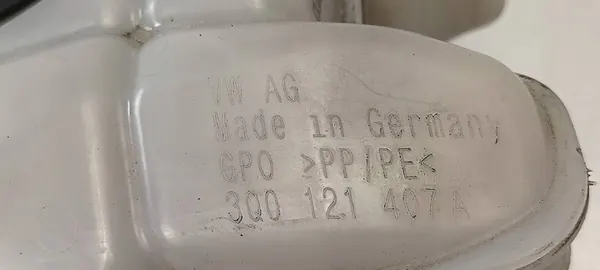 VW AG
Made in Germany
GPO >PP/PE<
3Q0 121 407 A